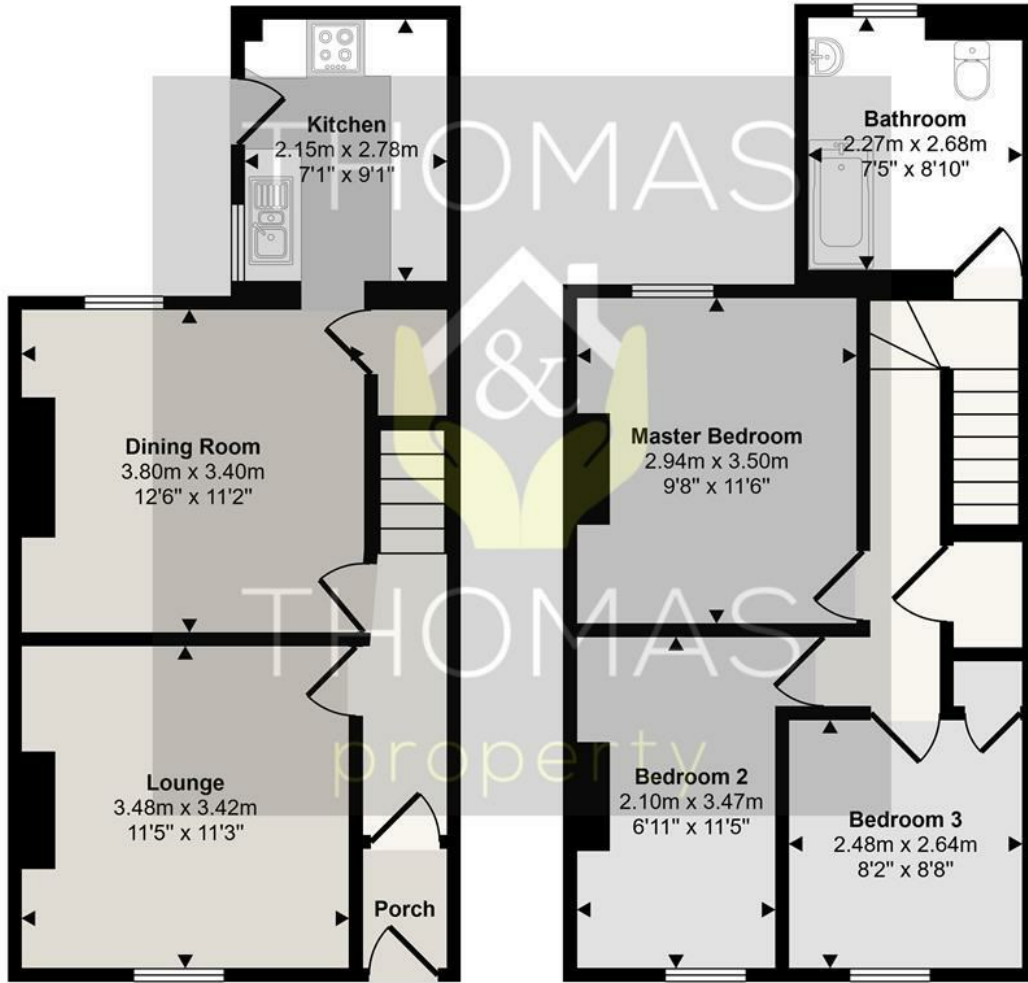 Kitchen
2.15m x 2.78m
7'1" x 9'1"
Dining Room
3.80m x 3.40m
12'6" x 11'2"
Lounge
3.48m x 3.42m
11'5" x 11'3"
Porch
Bathroom
2.27m x 2.68m
7'5" x 8'10"
Master Bedroom
2.94m x 3.50m
9'8" x 11'6"
Bedroom 2
2.10m x 3.47m
6'11" x 11'5"
Bedroom 3
2.48m x 2.64m
8'2" x 8'8"
THOMAS
&
THOMAS
property